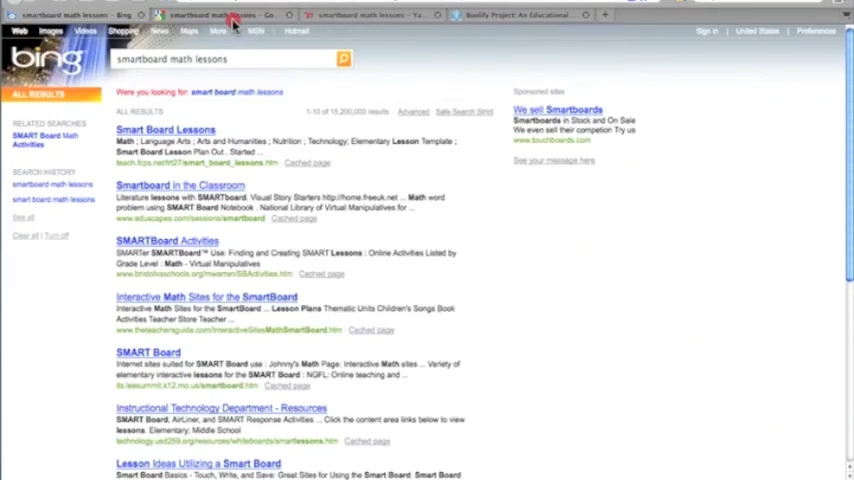 smartboard math lessons – Bing
smartboard math lessons – Go...
smartboard math lessons – Ya...
Boolify Project: An Educational...
Web Images Videos Shopping News Maps More MSN Hotmail
Sign in United States Preferences
bing
smartboard math lessons
ALL RESULTS
RELATED SEARCHES
SMART Board Math
Activities
SEARCH HISTORY
smartboard math lessons
smart board math lessons
See all
Clear all | Turn off
Were you looking for: smart board math lessons
ALL RESULTS
1-10 of 15,200,000 results · Advanced · Safe Search Strict
Smart Board Lessons
Math ; Language Arts ; Arts and Humanities ; Nutrition ; Technology; Elementary Lesson Template ;
Smart Board Lesson Plan Out . Started ...
teach.fcps.net/trt27/smart_board_lessons.htm Cached page
Smartboard in the Classroom
Literature lessons with SMARTboard. Visual Story Starters http://home.freeuk.net ... Math word
problem using SMART Board Notebook . National Library of Virtual Manipulatives for ...
www.eduscapes.com/sessions/smartboard Cached page
SMARTBoard Activities
SMARTer SMARTBoard™ Use: Finding and Creating SMART Lessons : Online Activities Listed by
Grade Level : Math - Virtual Manipulatives
www.bristolvaschools.org/mwarren/SBActivities.htm Cached page
Interactive Math Sites for the SmartBoard
Math Sites for the SmartBoard ... Lesson Plans Thematic Units Children's Songs Book
Activities Teacher Store Teacher ...
www.theteachersguide.com/InteractiveSitesMathSmartBoard.htm Cached page
SMART Board
Internet sites suited for SMART Board use : Johnny's Math Page: Interactive Math sites ... Variety of
elementary interactive lessons for the SMART Board : NGFL: Online teaching and ...
its.leesummit.k12.mo.us/smartboard.htm Cached page
Instructional Technology Department - Resources
SMART Board, AirLiner, and SMART Response Activities ... Click the content area links below to view
lessons. Elementary; Middle School
technology.usd259.org/resources/whiteboards/smartlessons.htm Cached page
Lesson Ideas Utilizing a Smart Board
Smart Board Basics - Touch, Write, and Save: Great Sites for Using the Smart Board: Smart Board
Sponsored sites
We sell Smartboards
Smartboards in Stock and On Sale
We even sell their competion Try us
www.touchboards.com
See your message here